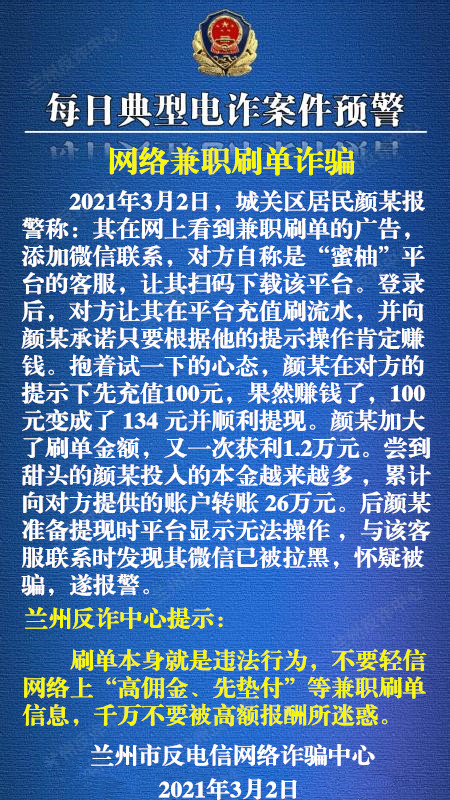 每日典型电诈案件预警
网络兼职刷单诈骗
2021年3月2日，城关区居民颜某报
警称：其在网上看到兼职刷单的广告，
添加微信联系，对方自称是“蜜柚”平
台的客服，让其扫码下载该平台。登录
后，对方让其在平台充值刷流水，并向
颜某承诺只要根据他的提示操作肯定赚
钱。抱着试一下的心态，颜某在对方的
提示下先充值100元，果然赚钱了，100
元变成了 134 元并顺利提现。颜某加大
了刷单金额，又一次获利1.2万元。尝到
甜头的颜某投入的本金越来越多，累计
向对方提供的账户转账 26万元。后颜某
准备提现时平台显示无法操作，与该客
服联系时发现其微信已被拉黑，怀疑被
骗，遂报警。
兰州反诈中心提示：
刷单本身就是违法行为，不要轻信
网络上“高佣金、先垫付”等兼职刷单
信息，千万不要被高额报酬所迷惑。
兰州市反电信网络诈骗中心
2021年3月2日
兰州反诈中心